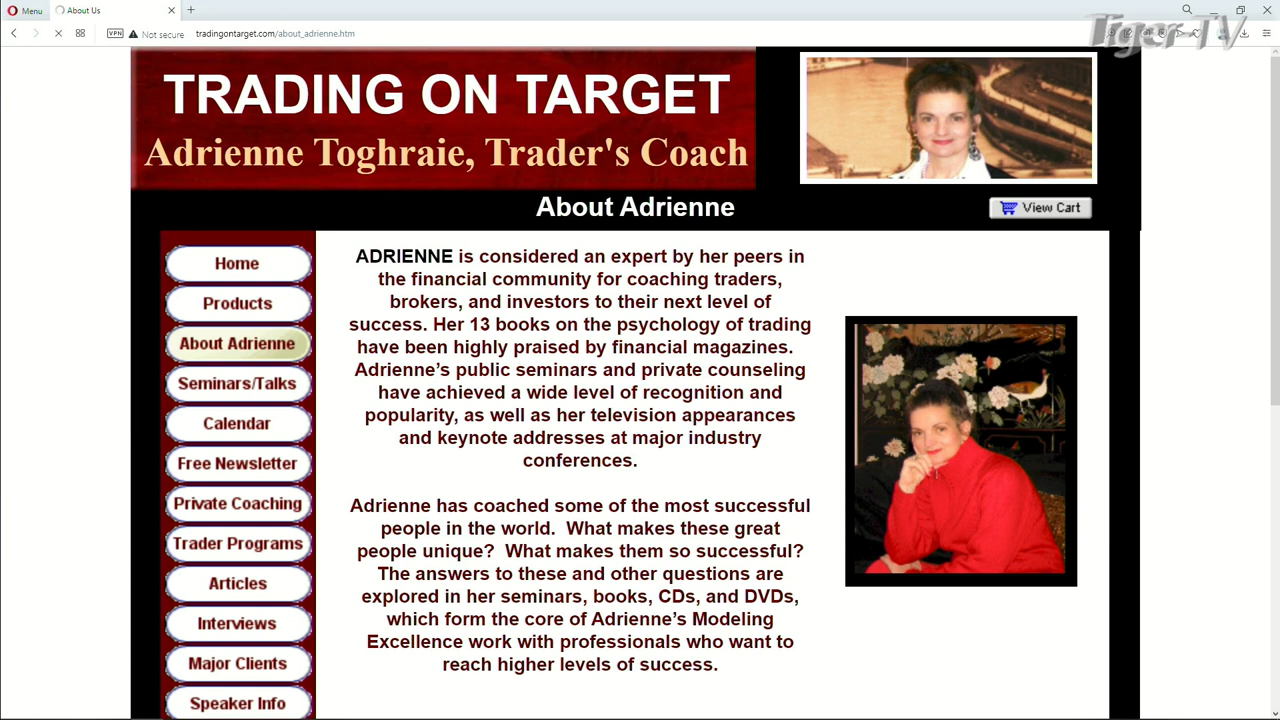 Menu
About Us
VPN
Not secure
tradingontarget.com/about_adrienne.htm
Tiger TV
TRADING ON TARGET
Adrienne Toghraie, Trader's Coach
About Adrienne
View Cart
Home
Products
About Adrienne
Seminars/Talks
Calendar
Free Newsletter
Private Coaching
Trader Programs
Articles
Interviews
Major Clients
Speaker Info
ADRIENNE is considered an expert by her peers in
the financial community for coaching traders,
brokers, and investors to their next level of
success. Her 13 books on the psychology of trading
have been highly praised by financial magazines.
Adrienne’s public seminars and private counseling
have achieved a wide level of recognition and
popularity, as well as her television appearances
and keynote addresses at major industry
conferences.
Adrienne has coached some of the most successful
people in the world. What makes these great
people unique? What makes them so successful?
The answers to these and other questions are
explored in her seminars, books, CDs, and DVDs,
which form the core of Adrienne’s Modeling
Excellence work with professionals who want to
reach higher levels of success.